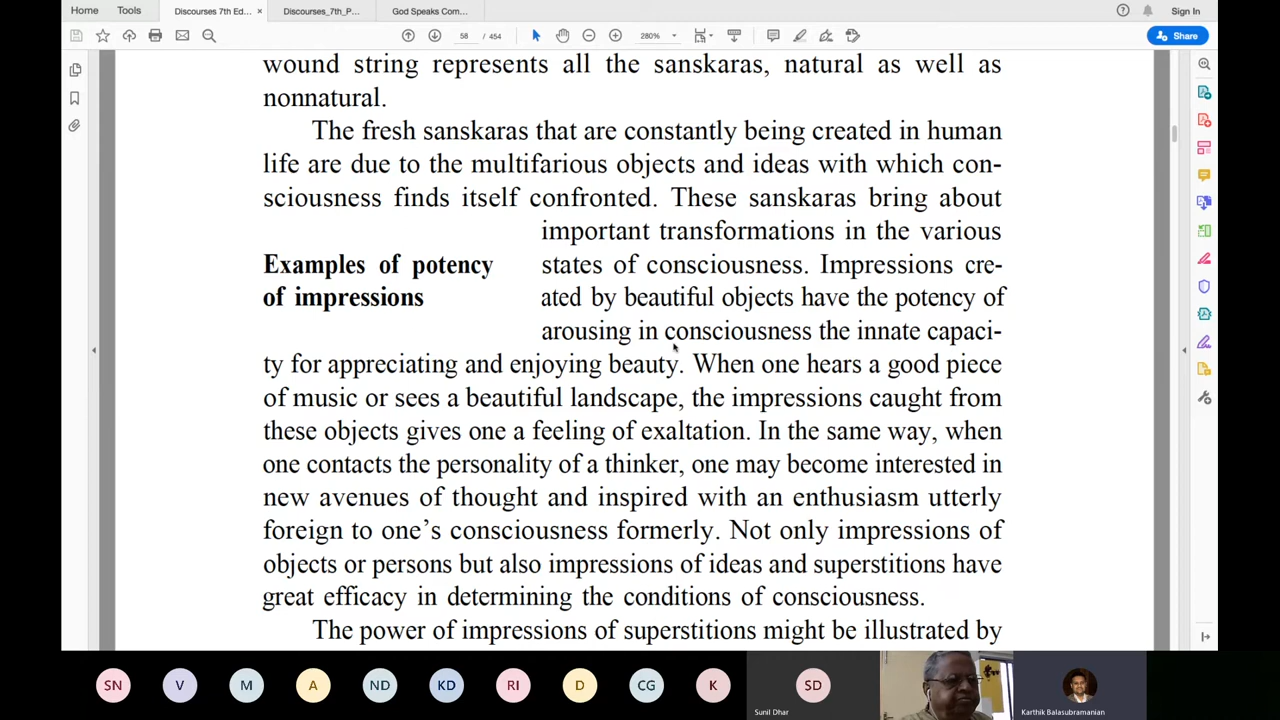 Home
Tools
Discourses 7th Ed...
×
Discourses_7th_P...
God Speaks Com...
Sign In
58 / 454
280%
Share
wound string represents all the sanskaras, natural as well as
nonnatural.
The fresh sanskaras that are constantly being created in human
life are due to the multifarious objects and ideas with which con-
sciousness finds itself confronted. These sanskaras bring about
important transformations in the various
Examples of potency
of impressions
states of consciousness. Impressions cre-
ated by beautiful objects have the potency of
arousing in consciousness the innate capaci-
ty for appreciating and enjoying beauty. When one hears a good piece
of music or sees a beautiful landscape, the impressions caught from
these objects gives one a feeling of exaltation. In the same way, when
one contacts the personality of a thinker, one may become interested in
new avenues of thought and inspired with an enthusiasm utterly
foreign to one's consciousness formerly. Not only impressions of
objects or persons but also impressions of ideas and superstitions have
great efficacy in determining the conditions of consciousness.
The power of impressions of superstitions might be illustrated by
SN
V
M
A
ND
KD
RI
D
CG
K
SD
Sunil Dhar
Karthik Balasubramanian